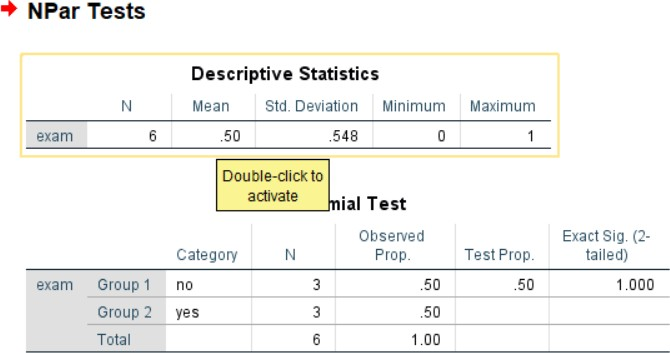 NPar Tests
Descriptive Statistics
N Mean Std. Deviation Minimum Maximum
exam 6 .50 .548 0 1
Double-click to
activate
mial Test
Category N Observed Prop. Test Prop. Exact Sig. (2-
tailed)
exam Group 1 no 3 .50 .50 1.000
Group 2 yes 3 .50
Total 6 1.00